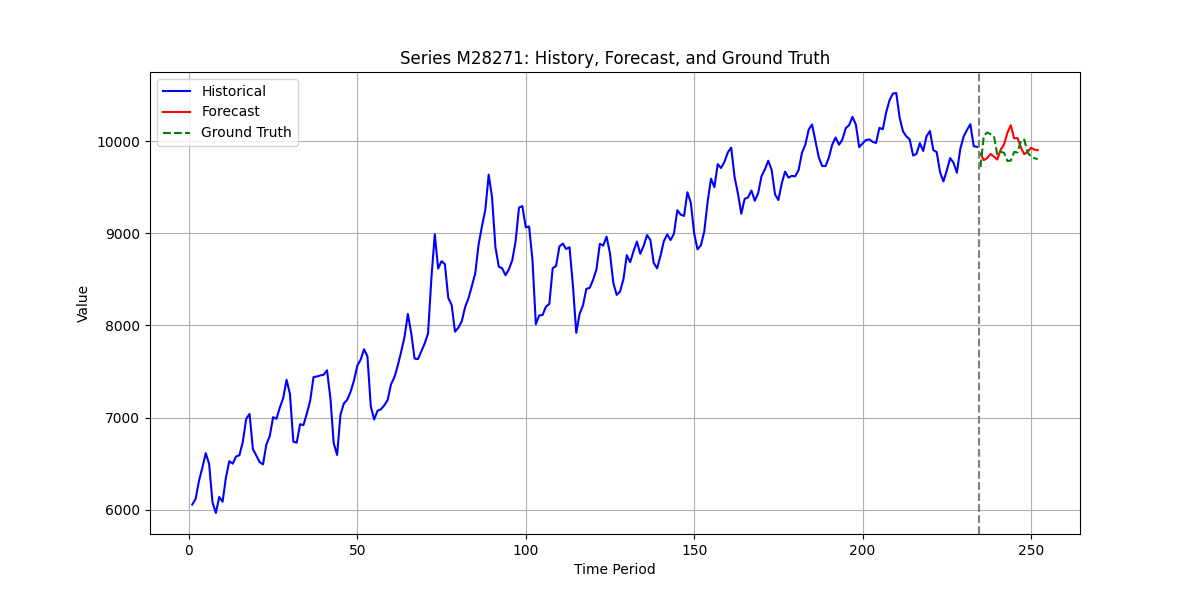 Series M28271: History, Forecast, and Ground Truth
Historical
Forecast
Ground Truth
10000
9000
8000
7000
6000
Value
0 50 100 150 200 250
Time Period